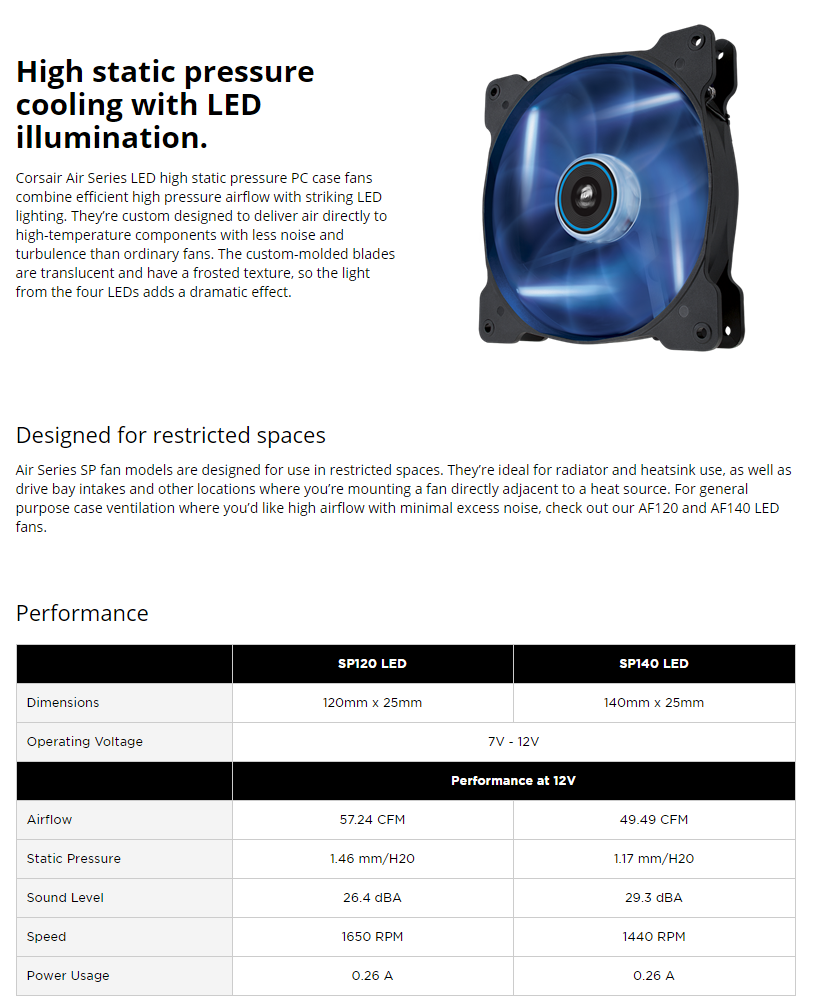 High static pressure
cooling with LED
illumination.
Corsair Air Series LED high static pressure PC case fans
combine efficient high pressure airflow with striking LED
lighting. They're custom designed to deliver air directly to
high-temperature components with less noise and
turbulence than ordinary fans. The custom-molded blades
are translucent and have a frosted texture, so the light
from the four LEDs adds a dramatic effect.
Designed for restricted spaces
Air Series SP fan models are designed for use in restricted spaces. They're ideal for radiator and heatsink use, as well as
drive bay intakes and other locations where you're mounting a fan directly adjacent to a heat source. For general
purpose case ventilation where you'd like high airflow with minimal excess noise, check out our AF120 and AF140 LED
fans.
Performance
SP120 LED SP140 LED
Dimensions 120mm x 25mm 140mm x 25mm
Operating Voltage 7V - 12V
Performance at 12V
Airflow 57.24 CFM 49.49 CFM
Static Pressure 1.46 mm/H20 1.17 mm/H20
Sound Level 26.4 dBA 29.3 dBA
Speed 1650 RPM 1440 RPM
Power Usage 0.26 A 0.26 A